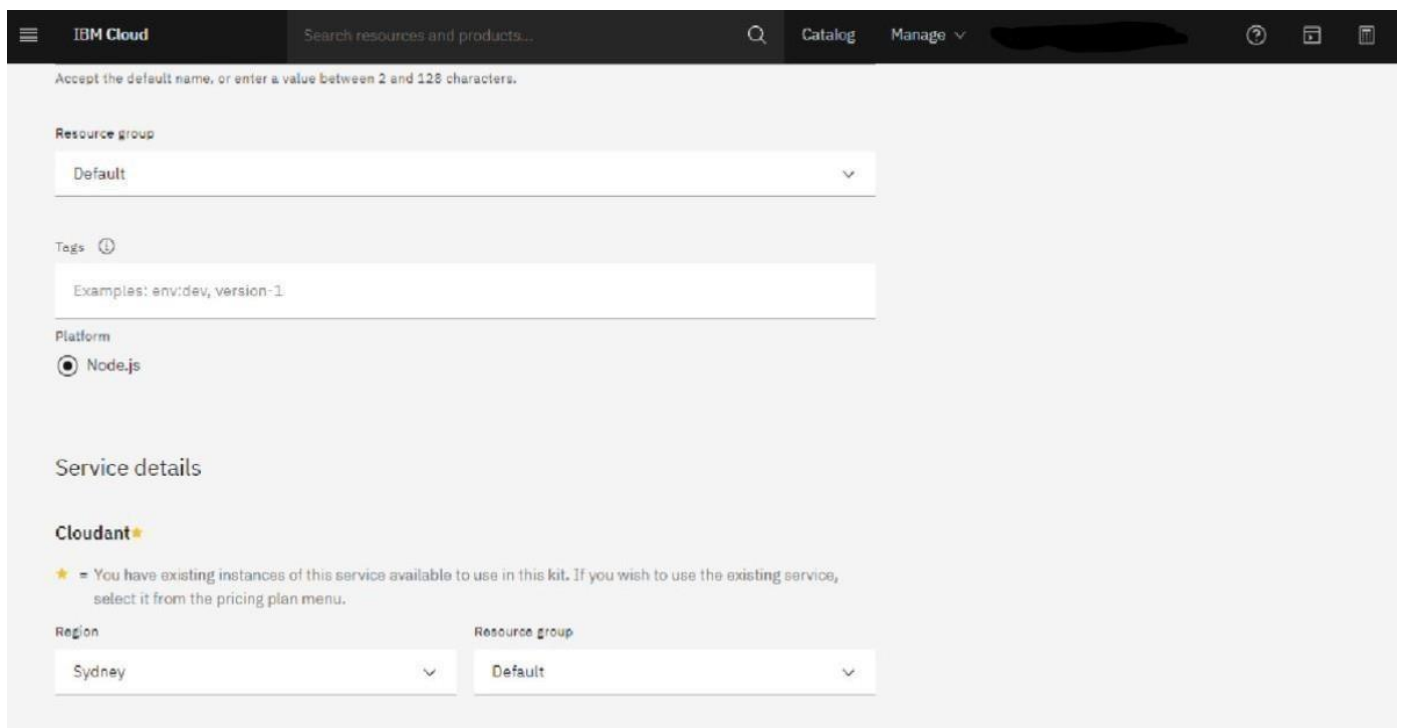 IBM Cloud Search resources and products... Catalog Manage
Accept the default name, or enter a value between 2 and 128 characters.
Resource group
Default
Tags
Examples: env:dev, version-1
Platform
Node.js
Service details
Cloudant
= You have existing instances of this service available to use in this kit. If you wish to use the existing service,
select it from the pricing plan menu.
Region Resource group
Sydney Default